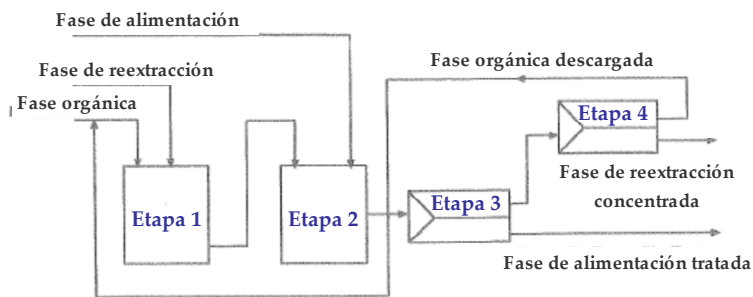 Fase de alimentación
Fase de reextracción
Fase orgánica
Fase orgánica descargada
Etapa 4
Etapa 1
Etapa 2
Etapa 3
Fase de reextracción
concentrada
Fase de alimentación tratada